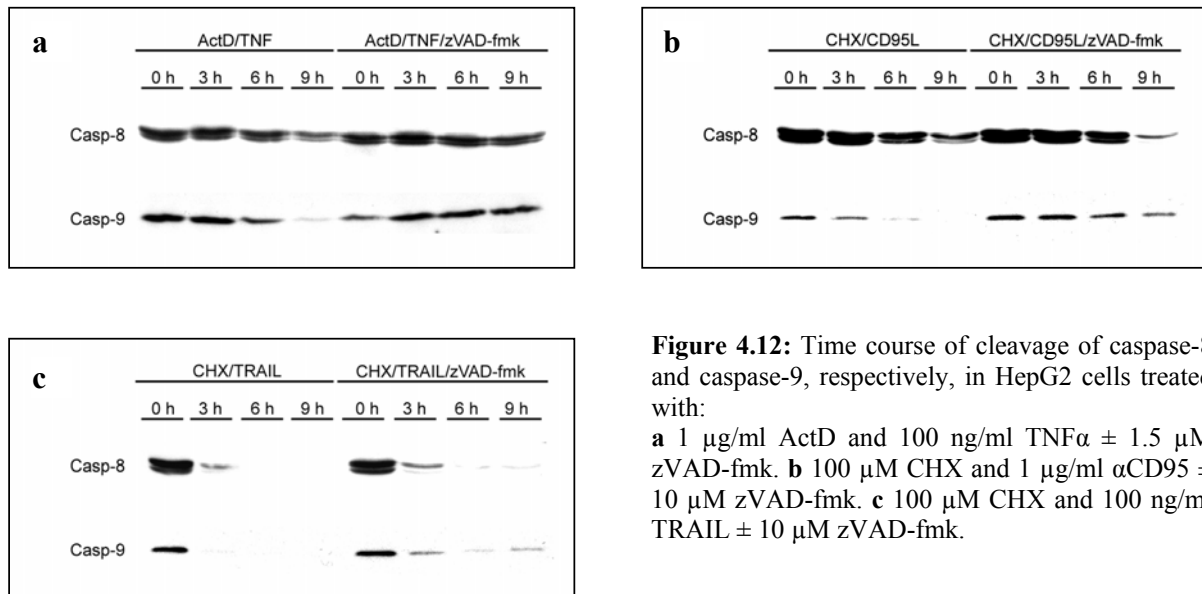 a
ActD/TNF ActD/TNF/zVAD-fmk
0 h 3 h 6 h 9 h 0 h 3 h 6 h 9 h
Casp-8
Casp-9
b
CHX/CD95L CHX/CD95L/zVAD-fmk
0 h 3 h 6 h 9 h 0 h 3 h 6 h 9 h
Casp-8
Casp-9
c
CHX/TRAIL CHX/TRAIL/zVAD-fmk
0 h 3 h 6 h 9 h 0 h 3 h 6 h 9 h
Casp-8
Casp-9
Figure 4.12: Time course of cleavage of caspase-8
and caspase-9, respectively, in HepG2 cells treated
with:
a 1 µg/ml ActD and 100 ng/ml TNFα ± 1.5 µM
zVAD-fmk. b 100 µM CHX and 1 µg/ml αCD95 ±
10 µM zVAD-fmk. c 100 µM CHX and 100 ng/ml
TRAIL ± 10 µM zVAD-fmk.